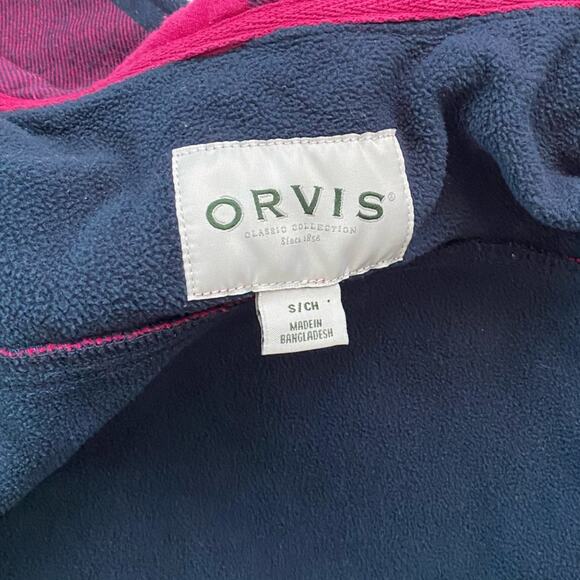 ORVIS®
CLASSIC COLLECTION
Since 1856
S/CH
MADE IN
BANGLADESH